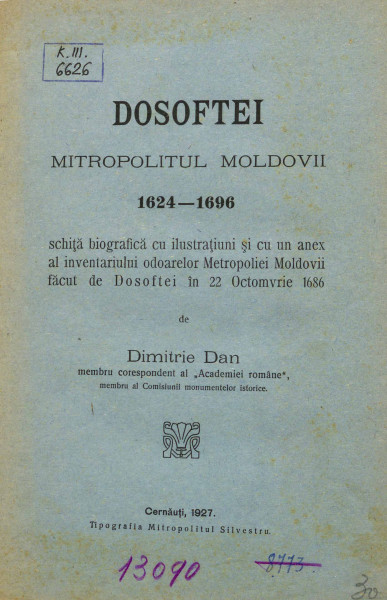 K. III.
6626
DOSOFTEI
MITROPOLITUL MOLDOVII
1624—1696
schiță biografică cu ilustrațiuni și cu un anex
al inventariului odoarelor Metropoliei Moldovii
făcut de Dosoftei în 22 Octomvrie 1686
de
Dimitrie Dan
membru corespondent al „Academiei române“,
membru al Comisiunii monumentelor istorice.
Cernăuți, 1927.
Tipografia Mitropolitul Silvestru.
13090
8773